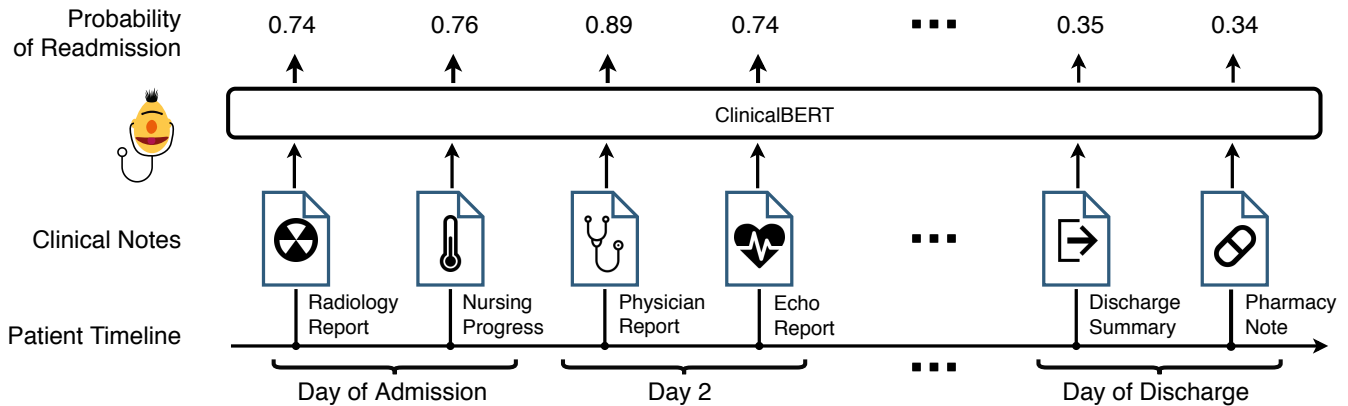 Probability
of Readmission
0.74
0.76
0.89
0.74
0.35
0.34
ClinicalBERT
Clinical Notes
Radiology
Report
Nursing
Progress
Physician
Report
Echo
Report
Discharge
Summary
Pharmacy
Note
Patient Timeline
Day of Admission
Day 2
Day of Discharge